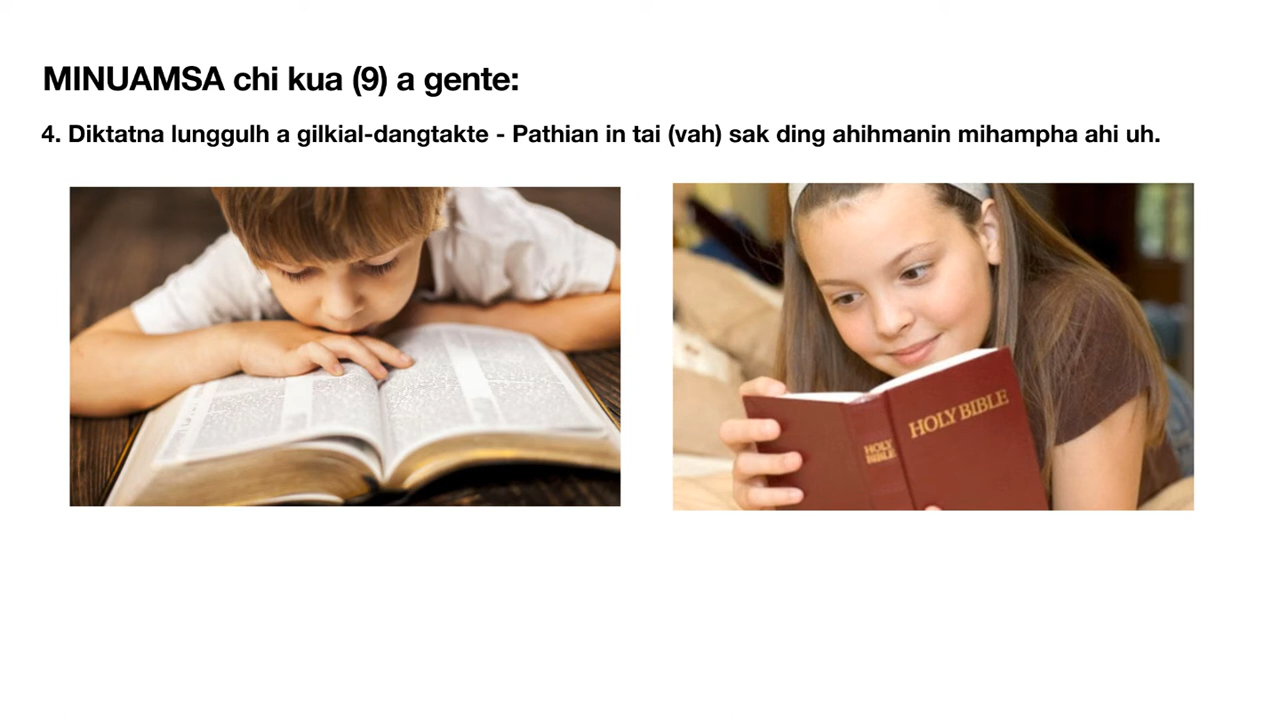 MINUAMSA chi kua (9) a gente:
4. Diktatna lunggulh a gilkial-dangtakte - Pathian in tai (vah) sak ding ahihmanin mihampha ahi uh.
HOLY BIBLE
HOLY
BIBLE